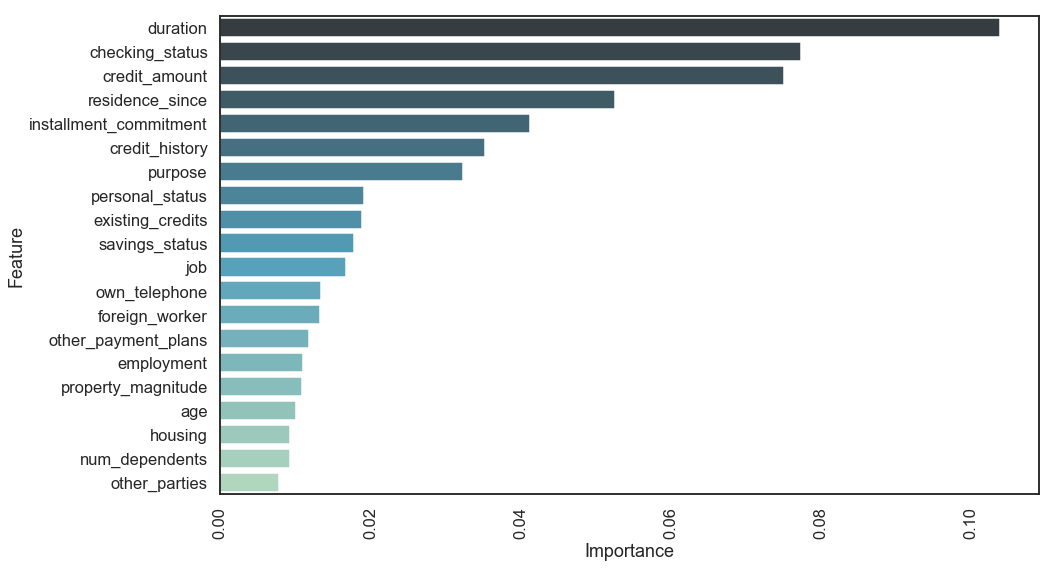 duration
checking_status
credit_amount
residence_since
installment_commitment
credit_history
purpose
personal_status
existing_credits
savings_status
job
own_telephone
foreign_worker
other_payment_plans
employment
property_magnitude
age
housing
num_dependents
other_parties
Feature
0.00 0.02 0.04 0.06 0.08 0.10
Importance